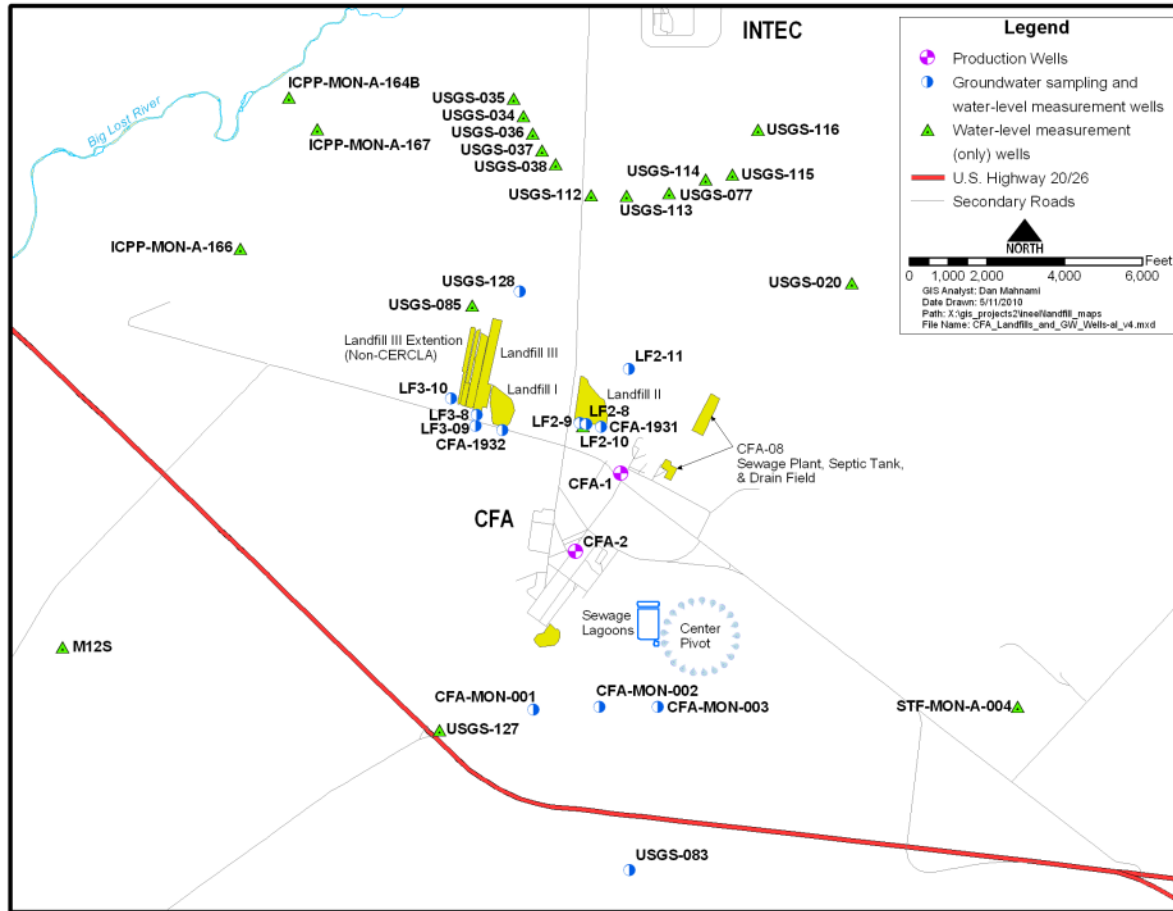 INTEC
Legend
Production Wells
Groundwater sampling and
water-level measurement wells
Water-level measurement
(only) wells
U.S. Highway 20/26
Secondary Roads
NORTH
Feet
0 1,000 2,000 4,000 6,000
GIS Analyst: Dan Mahnami
Date Drawn: 5/11/2010
Path: X:\gis_projects2\ineel\landfill_maps
File Name: CFA_Landfills_and_GW_Wells-al_v4.mxd
Big Lost River
ICPP-MON-A-164B
ICPP-MON-A-167
USGS-035
USGS-034
USGS-036
USGS-037
USGS-038
USGS-116
USGS-114
USGS-115
USGS-112
USGS-077
USGS-113
ICPP-MON-A-166
USGS-128
USGS-020
USGS-085
Landfill III Extention
(Non-CERCLA)
Landfill III
LF2-11
LF3-10
Landfill I
Landfill II
LF3-8
LF3-09
CFA-1932
LF2-9
LF2-8
CFA-1931
LF2-10
CFA-08
Sewage Plant, Septic Tank,
& Drain Field
CFA-1
CFA
CFA-2
Sewage
Lagoons
Center
Pivot
M12S
CFA-MON-001
CFA-MON-002
CFA-MON-003
STF-MON-A-004
USGS-127
USGS-083